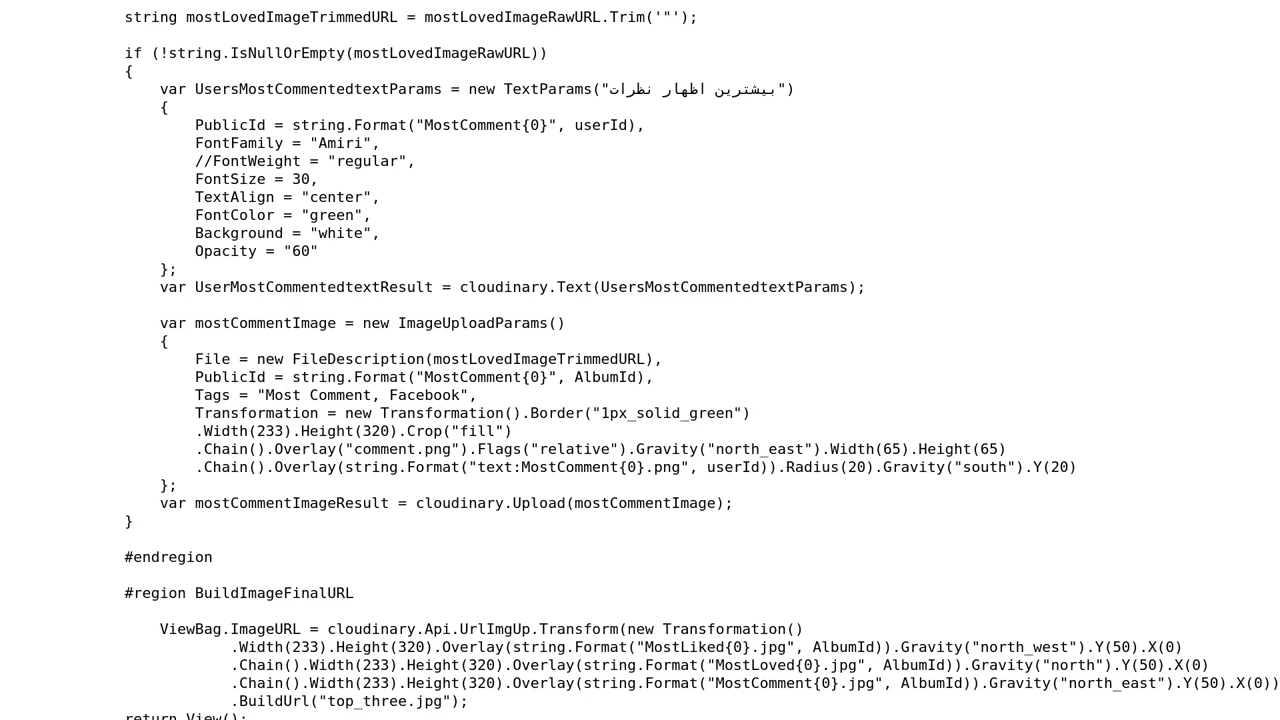 string mostLovedImageTrimmedURL = mostLovedImageRawURL.Trim('"');
if (!string.IsNullOrEmpty(mostLovedImageRawURL))
{
var UsersMostCommentedtextParams = new TextParams("بیشترین اظهار نظرات")
{
PublicId = string.Format("MostComment{0}", userId),
FontFamily = "Amiri",
//FontWeight = "regular",
FontSize = 30,
TextAlign = "center",
FontColor = "green",
Background = "white",
Opacity = "60"
};
var UserMostCommentedtextResult = cloudinary.Text(UsersMostCommentedtextParams);
var mostCommentImage = new ImageUploadParams()
{
File = new FileDescription(mostLovedImageTrimmedURL),
PublicId = string.Format("MostComment{0}", AlbumId),
Tags = "Most Comment, Facebook",
Transformation = new Transformation().Border("1px_solid_green")
.Width(233).Height(320).Crop("fill")
.Chain().Overlay("comment.png").Flags("relative").Gravity("north_east").Width(65).Height(65)
.Chain().Overlay(string.Format("text:MostComment{0}.png", userId)).Radius(20).Gravity("south").Y(20)
};
var mostCommentImageResult = cloudinary.Upload(mostCommentImage);
}
#endregion
#region BuildImageFinalURL
ViewBag.ImageURL = cloudinary.Api.UrlImgUp.Transform(new Transformation()
.Width(233).Height(320).Overlay(string.Format("MostLiked{0}.jpg", AlbumId)).Gravity("north_west").Y(50).X(0)
.Chain().Width(233).Height(320).Overlay(string.Format("MostLoved{0}.jpg", AlbumId)).Gravity("north").Y(50).X(0)
.Chain().Width(233).Height(320).Overlay(string.Format("MostComment{0}.jpg", AlbumId)).Gravity("north_east").Y(50).X(0))
.BuildUrl("top_three.jpg");
return View();